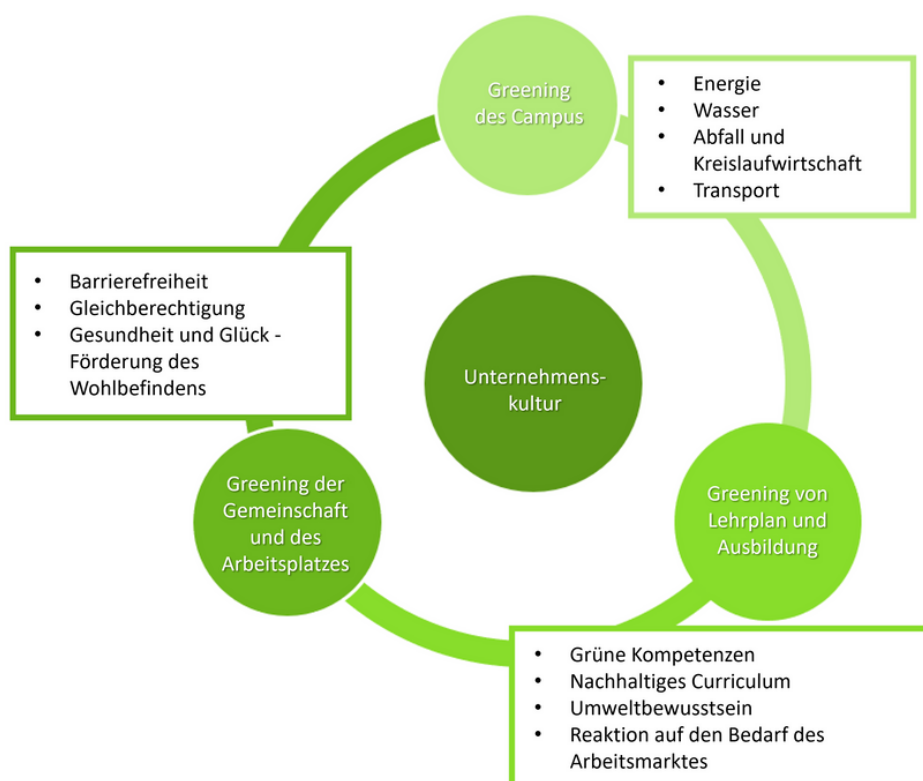 Greening
des Campus
• Energie
• Wasser
• Abfall und
Kreislaufwirtschaft
• Transport
• Barrierefreiheit
• Gleichberechtigung
• Gesundheit und Glück -
Förderung des
Wohlbefindens
Unternehmens-
kultur
Greening der
Gemeinschaft
und des
Arbeitsplatzes
Greening von
Lehrplan und
Ausbildung
• Grüne Kompetenzen
• Nachhaltiges Curriculum
• Umweltbewusstsein
• Reaktion auf den Bedarf des
Arbeitsmarktes